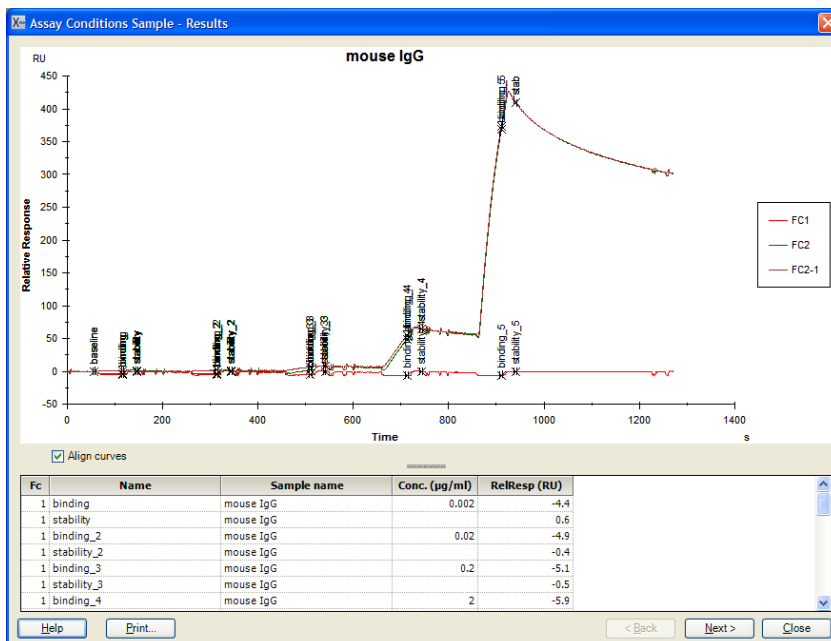 Assay Conditions Sample - Results
mouse IgG
RU
450
400
350
300
250
200
150
100
50
0
-50
Relative Response
0 200 400 600 800 1000 1200 1400
Time s
baseline
stability
binding_2
stability_2
stability_4
binding_5
stab
binding_5
stability_5
FC1
FC2
FC2-1
Align curves
Fc Name Sample name Conc. (µg/ml) RelResp (RU)
1 binding mouse IgG 0.002 -4.4
1 stability mouse IgG 0.6
1 binding_2 mouse IgG 0.02 -4.9
1 stability_2 mouse IgG -0.4
1 binding_3 mouse IgG 0.2 -5.1
1 stability_3 mouse IgG -0.5
1 binding_4 mouse IgG 2 -5.9
Help Print... < Back Next > Close